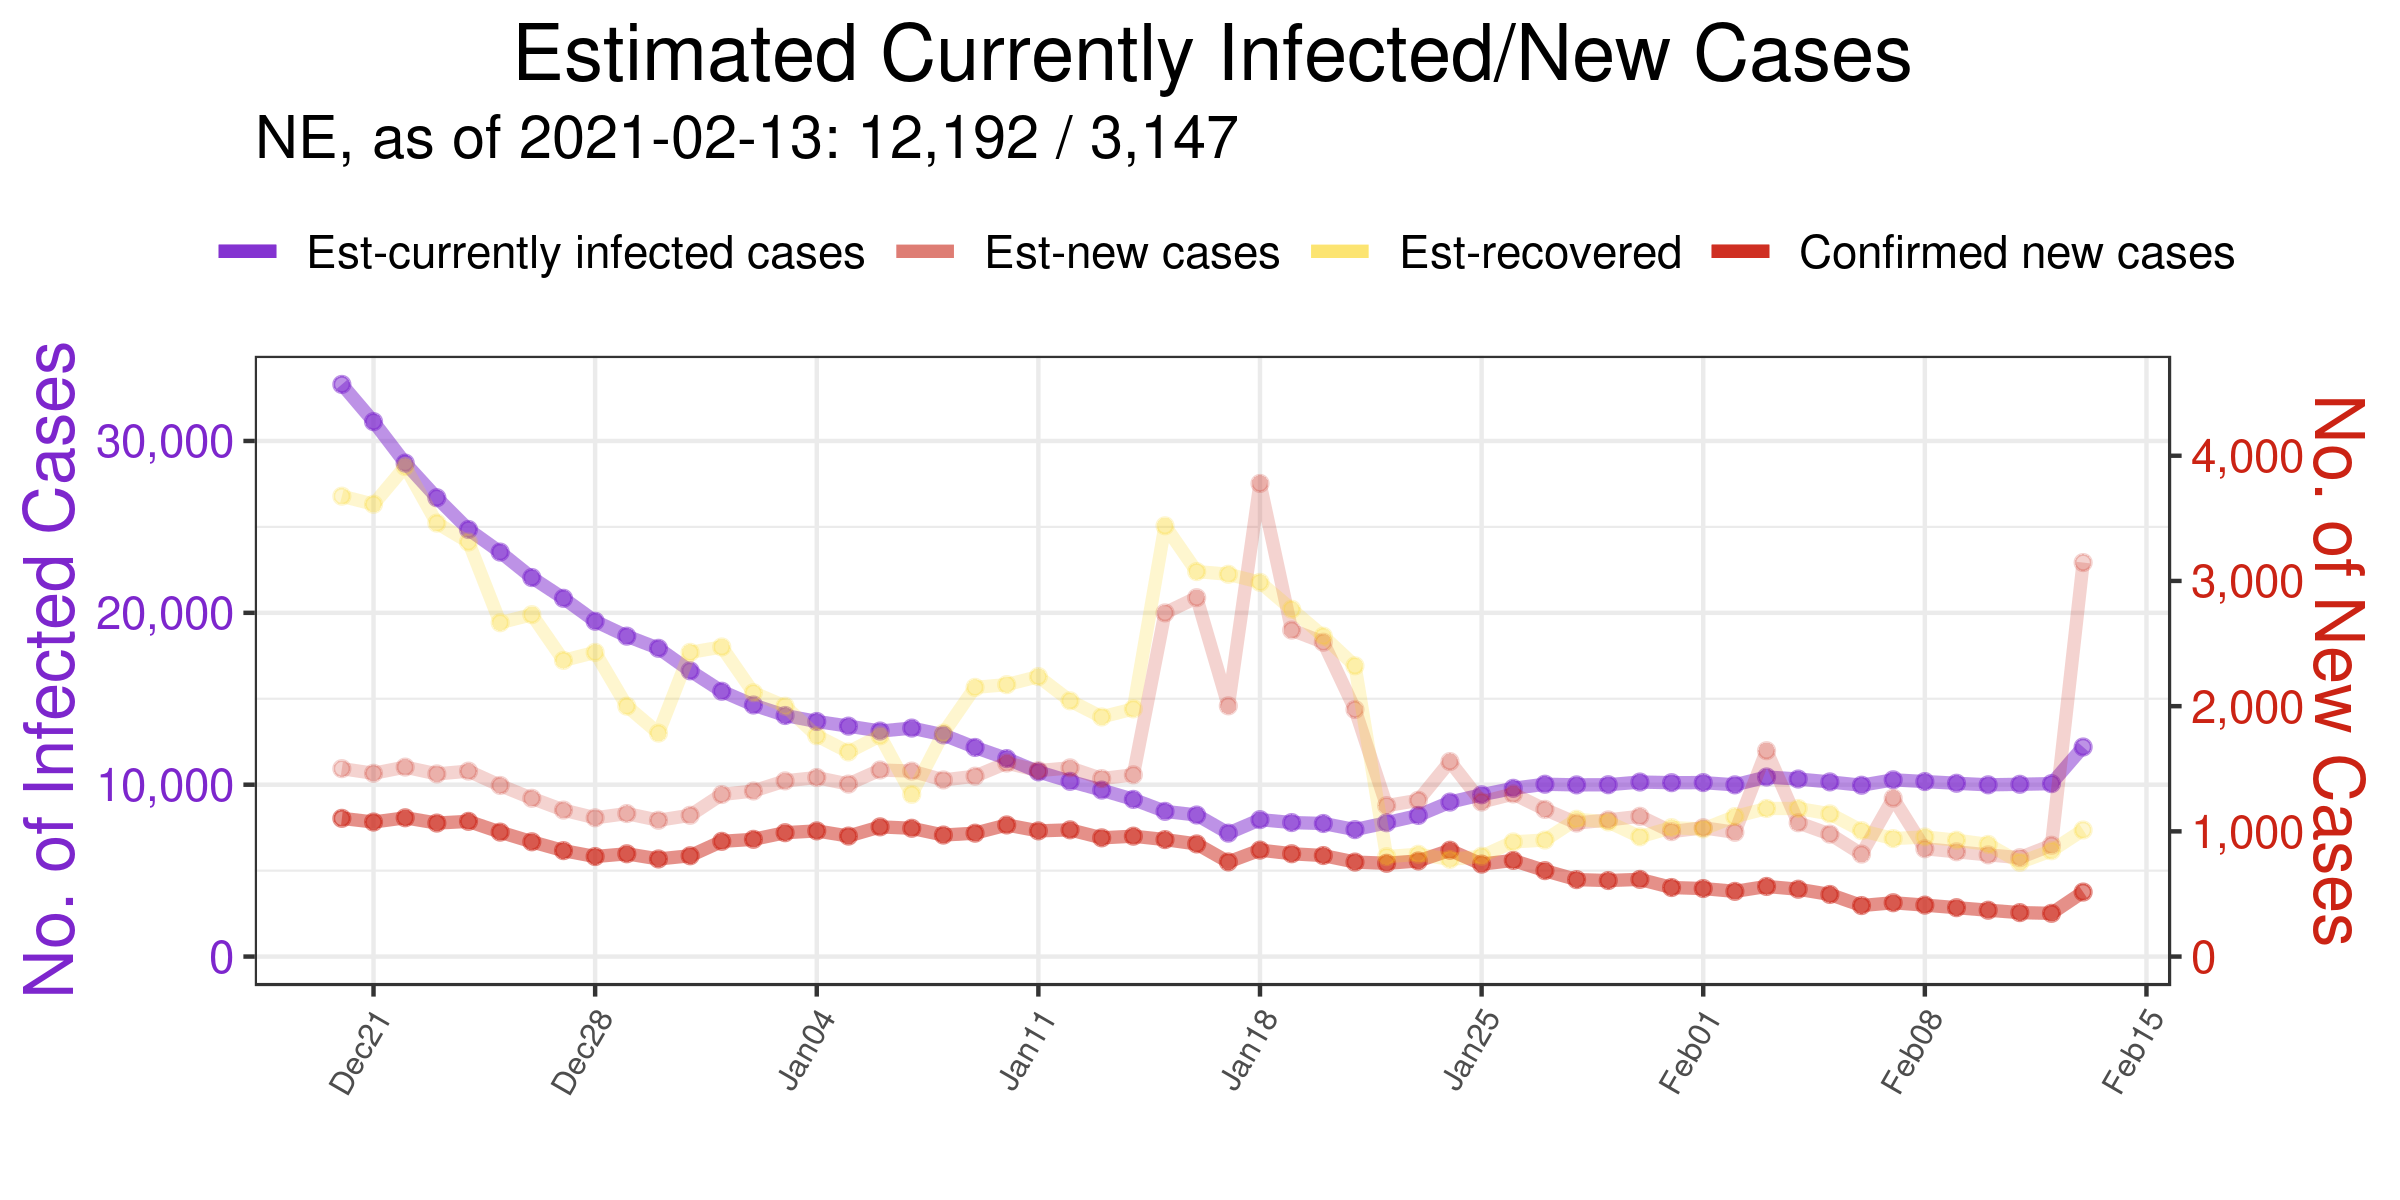 Estimated Currently Infected/New Cases
NE, as of 2021-02-13: 12,192 / 3,147
Est-currently infected cases
Est-new cases
Est-recovered
Confirmed new cases
No. of Infected Cases
30,000
20,000
10,000
0
No. of New Cases
4,000
3,000
2,000
1,000
0
Dec21
Dec28
Jan04
Jan11
Jan18
Jan25
Feb01
Feb08
Feb15